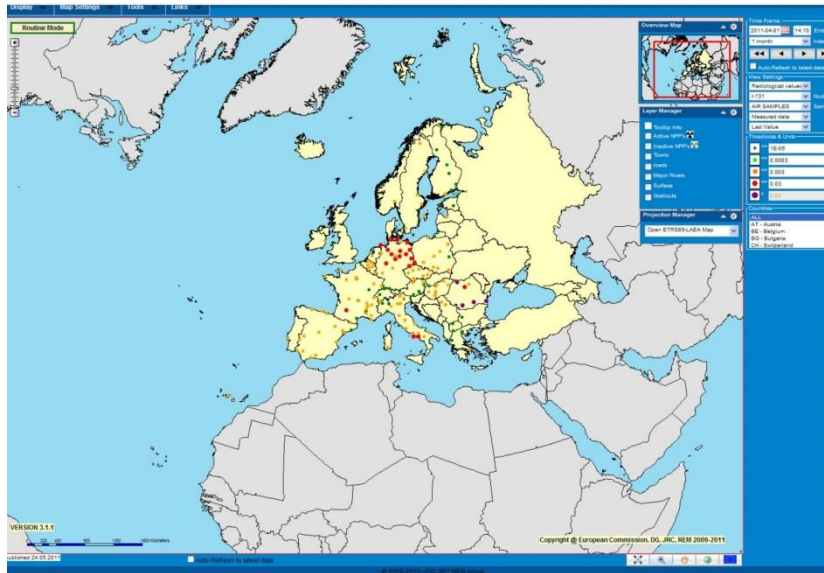 Display Map Settings Tools Links
Routine Mode
Overview Map
Layer Manager
Tooltip Info
Active NPP's
Inactive NPP's
Towns
roads
Major Rivers
Surface
Graticule
Projection Manager
Open ETRS89-LAEA Map
Time Frame
2011-04-01 14:10 End
1 month
Auto-Refresh to latest data
View Settings
Radiological values
I-131
AIR SAMPLES
Measured data
Last Value
Thresholds & Units
1E-05
0.0003
0.003
0.03
Countries
ALL
AT - Austria
BE - Belgium
BG - Bulgaria
CH - Switzerland
VERSION 3.1.1
Copyright @ European Commission, DG. JRC, REM 2009-2011
published 24.05.2011
Auto-Refresh to latest data